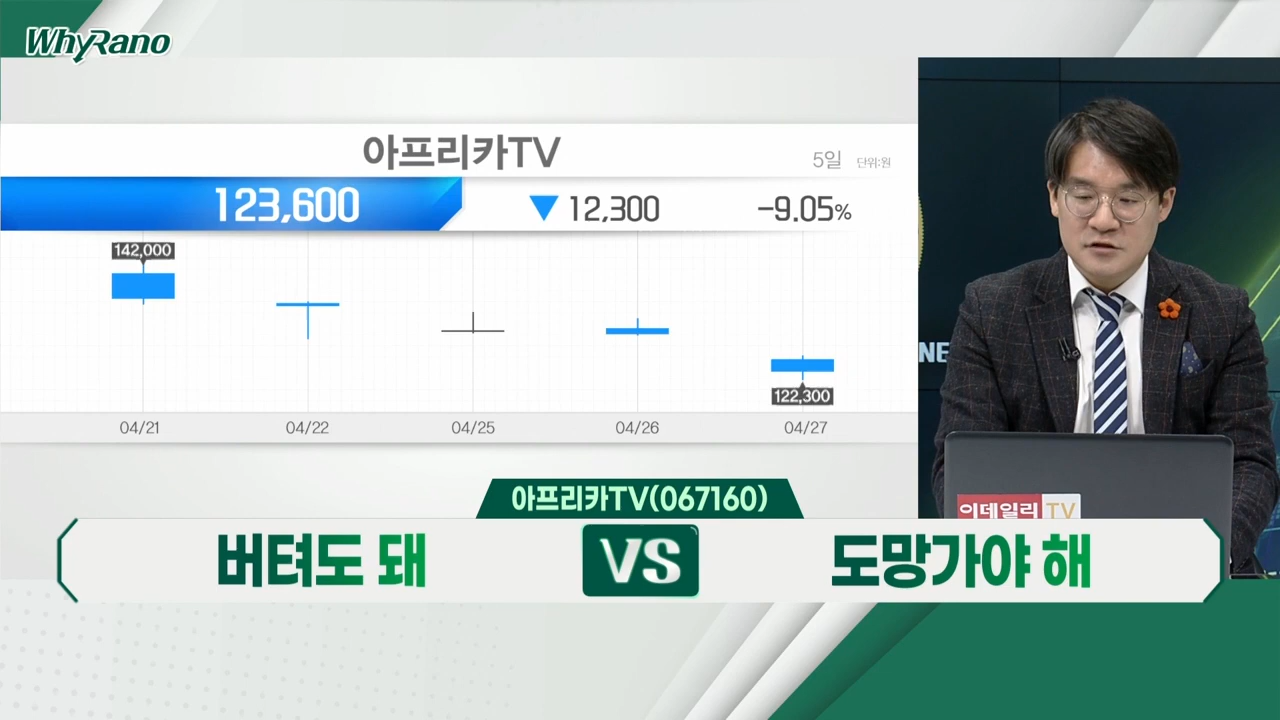 WhyRano
아프리카TV
5일 단위:원
123,600 ▼ 12,300 -9.05%
142,000
122,300
04/21 04/22 04/25 04/26 04/27
NE
이데일리 TV
아프리카TV(067160)
버텨도 돼 VS 도망가야 해